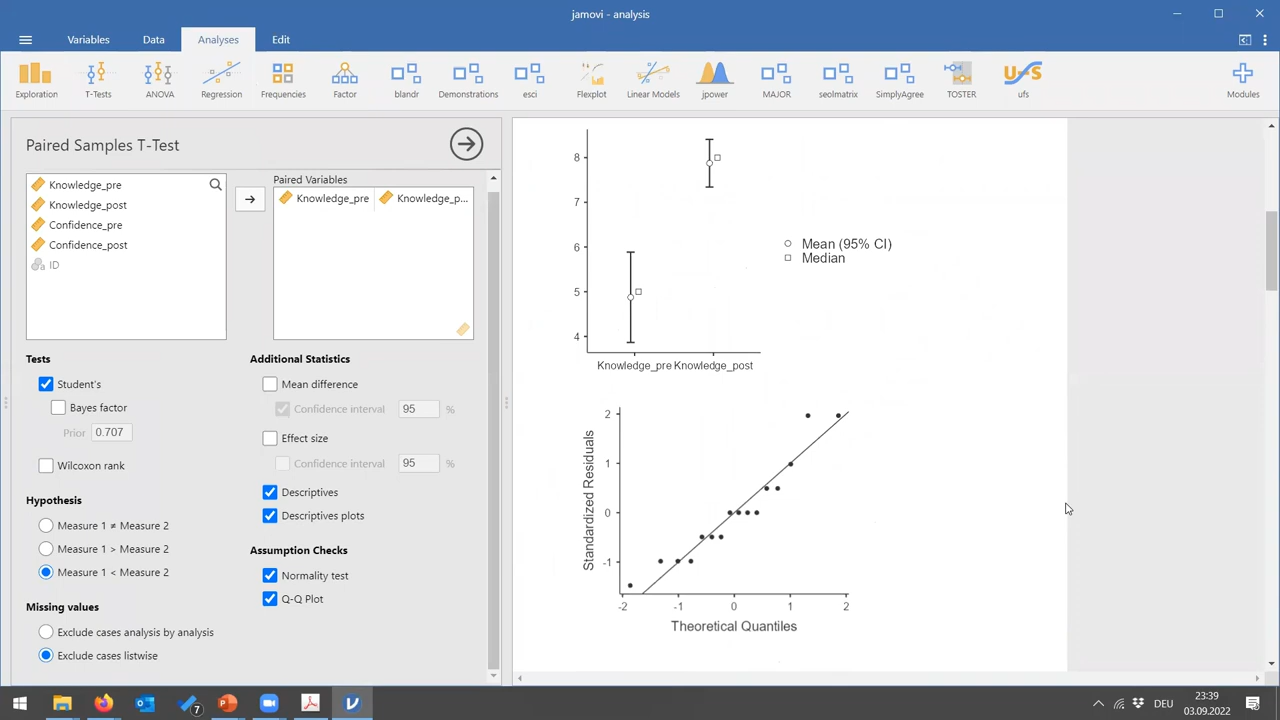 jamovi - analysis
Variables Data Analyses Edit
Exploration T-Tests ANOVA Regression Frequencies Factor blandr Demonstrations esci Flexplot Linear Models jpower MAJOR seolmatrix SimplyAgree TOSTER ufs Modules
Paired Samples T-Test
Knowledge_pre
Knowledge_post
Confidence_pre
Confidence_post
ID
Paired Variables
Knowledge_pre Knowledge_p...
Tests
Student's
Bayes factor
Prior 0.707
Wilcoxon rank
Hypothesis
Measure 1 ≠ Measure 2
Measure 1 > Measure 2
Measure 1 < Measure 2
Missing values
Exclude cases analysis by analysis
Exclude cases listwise
Additional Statistics
Mean difference
Confidence interval 95 %
Effect size
Confidence interval 95 %
Descriptives
Descriptives plots
Assumption Checks
Normality test
Q-Q Plot
8
7
6
5
4
Knowledge_pre Knowledge_post
Mean (95% CI)
Median
Standardized Residuals
2
1
0
-1
-2 -1 0 1 2
Theoretical Quantiles
7
DEU
23:39
03.09.2022